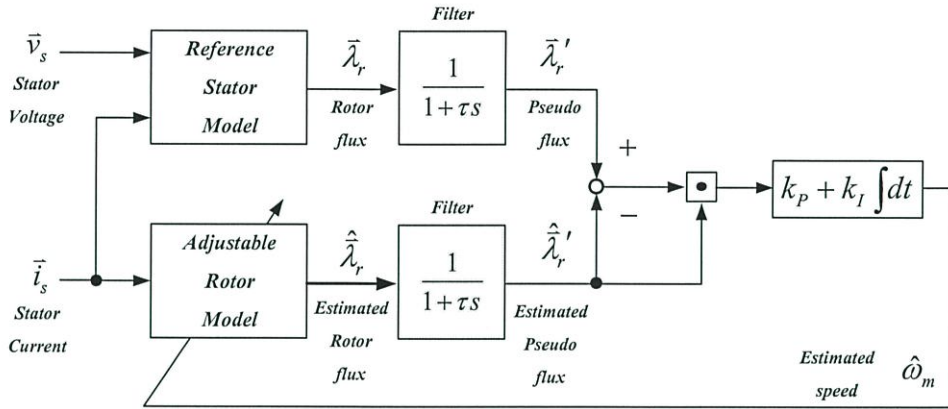 Filter
v⃗s
Stator
Voltage
Reference
Stator
Model
λ⃗r
Rotor
flux
1
1 + τs
λ⃗r′
Pseudo
flux
+
−
kP + kI ∫dt
i⃗s
Stator
Current
Adjustable
Rotor
Model
λ̂⃗r
Estimated
Rotor
flux
Filter
1
1 + τs
λ̂⃗r′
Estimated
Pseudo
flux
Estimated
speed
ω̂m